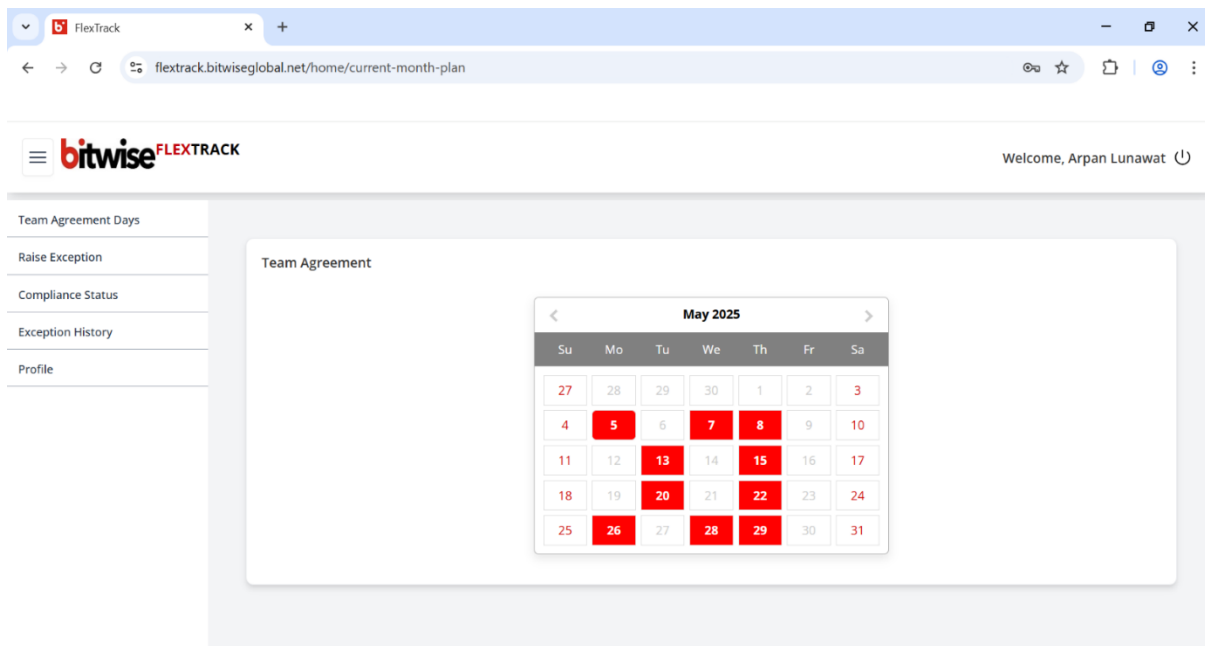 FlexTrack
flextrack.bitwiseglobal.net/home/current-month-plan
bitwise FLEXTRACK
Welcome, Arpan Lunawat
Team Agreement Days
Raise Exception
Compliance Status
Exception History
Profile
Team Agreement
May 2025
Su Mo Tu We Th Fr Sa
27 28 29 30 1 2 3
4 5 6 7 8 9 10
11 12 13 14 15 16 17
18 19 20 21 22 23 24
25 26 27 28 29 30 31